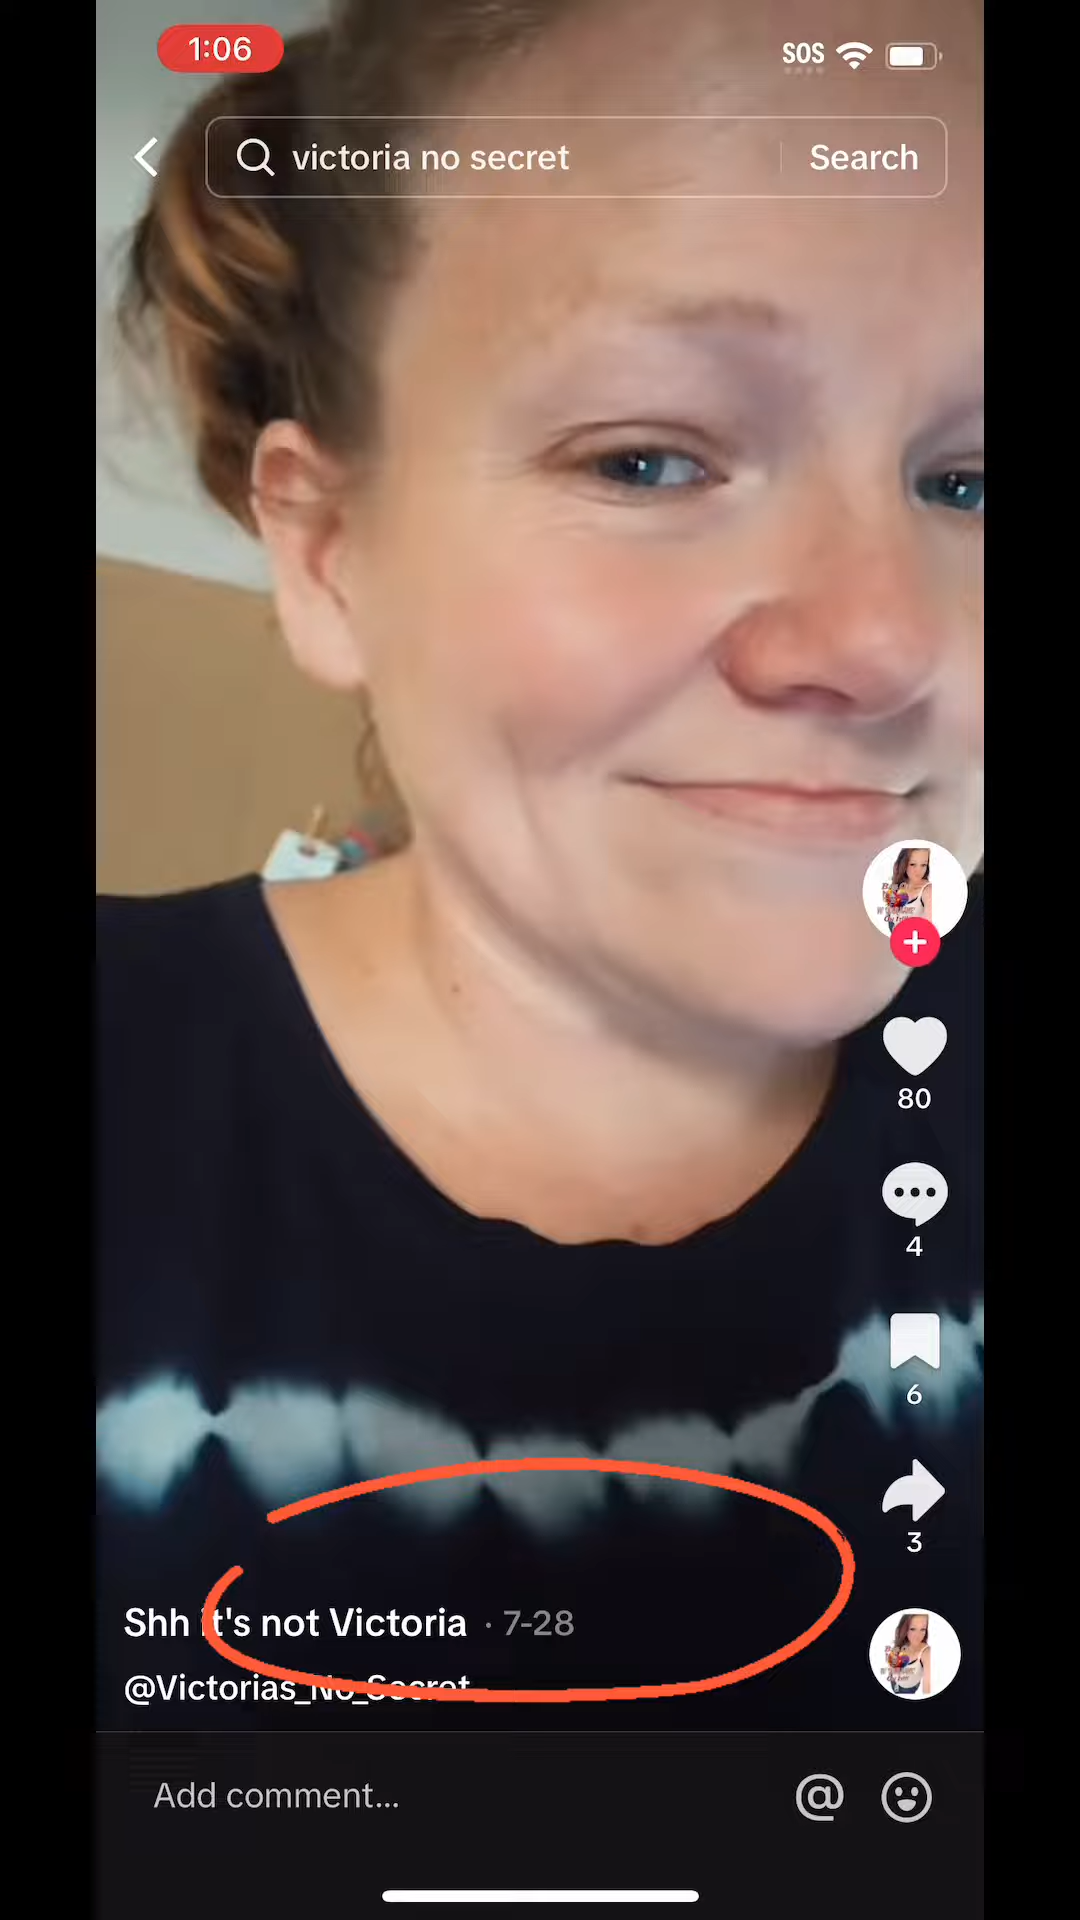 1:06
SOS
victoria no secret
Search
80
4
6
3
Shh it's not Victoria · 7-28
@Victorias_No_Secret
Add comment...